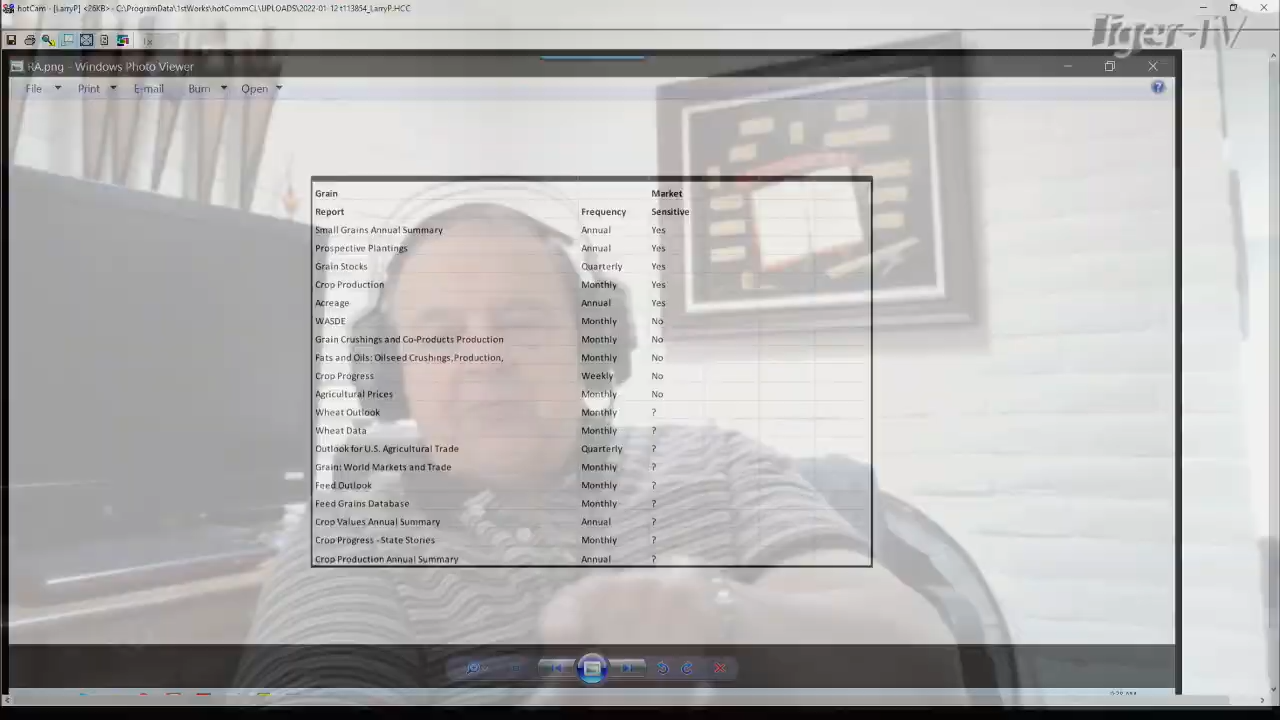 hotCam - [LarryP] <26KB> - C:\ProgramData\1stWorks\hotCommCL\UPLOADS\2022-01-12 t113854_LarryP.HCC
Tiger-TV
RA.png - Windows Photo Viewer
File Print E-mail Burn Open
Grain Market
Report Frequency Sensitive
Small Grains Annual Summary Annual Yes
Prospective Plantings Annual Yes
Grain Stocks Quarterly Yes
Crop Production Monthly Yes
Acreage Annual Yes
WASDE Monthly No
Grain Crushings and Co-Products Production Monthly No
Fats and Oils: Oilseed Crushings,Production, Monthly No
Crop Progress Weekly No
Agricultural Prices Monthly No
Wheat Outlook Monthly ?
Wheat Data Monthly ?
Outlook for U.S. Agricultural Trade Quarterly ?
Grain: World Markets and Trade Monthly ?
Feed Outlook Monthly ?
Feed Grains Database Monthly ?
Crop Values Annual Summary Annual ?
Crop Progress -State Stories Monthly ?
Crop Production Annual Summary Annual ?